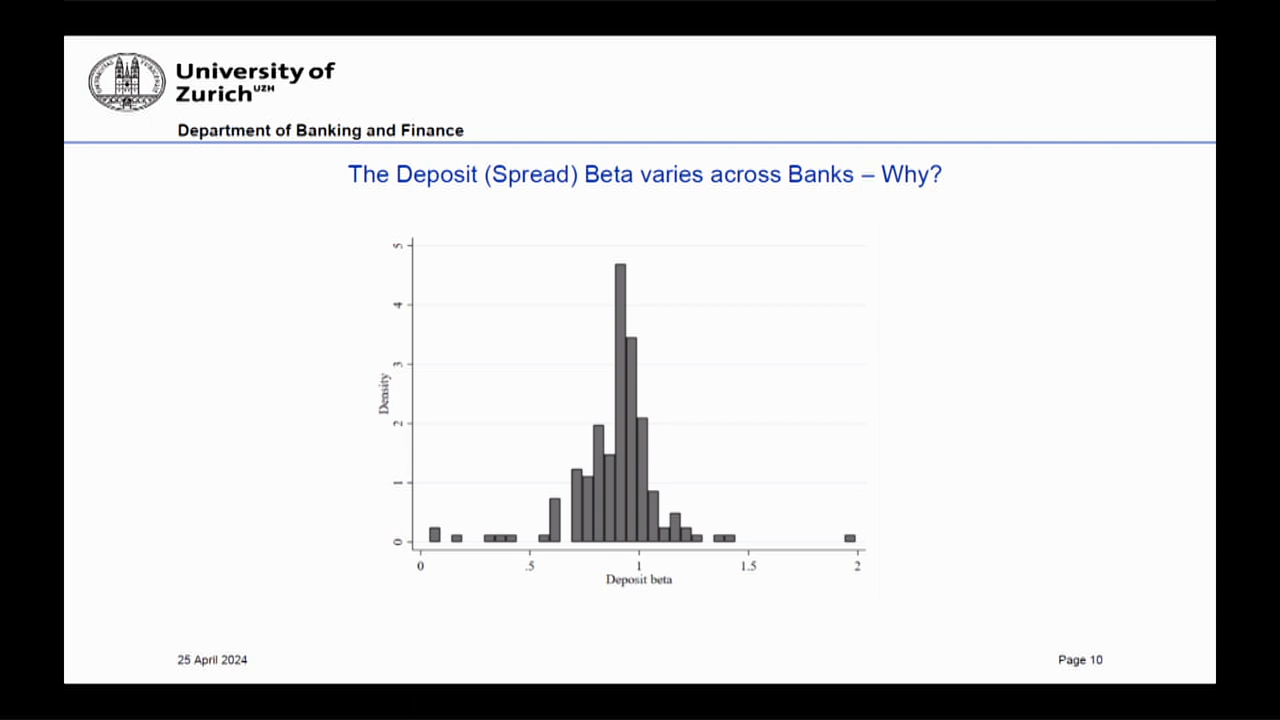 University of
Zurich UZH
Department of Banking and Finance
The Deposit (Spread) Beta varies across Banks – Why?
5
4
3
2
1
0
Density
0 .5 1 1.5 2
Deposit beta
25 April 2024
Page 10